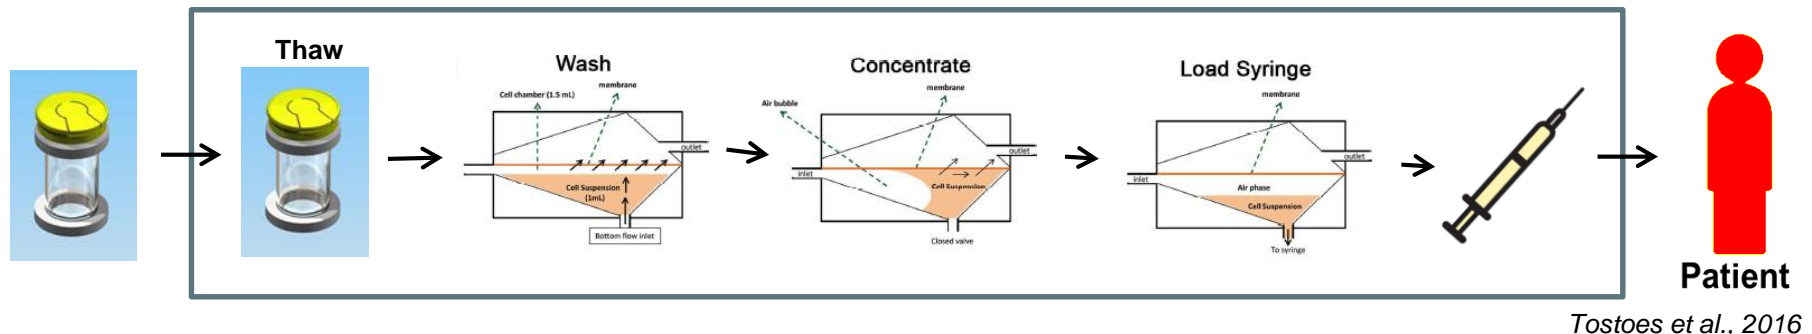 Thaw
Wash
Cell chamber (1.5 mL)
membrane
outlet
Cell Suspension
(1mL)
Bottom flow inlet
Concentrate
membrane
Air bubble
outlet
inlet
Cell Suspension
Closed valve
Load Syringe
membrane
outlet
inlet
Air phase
Cell Suspension
To syringe
Patient
Tostoes et al., 2016